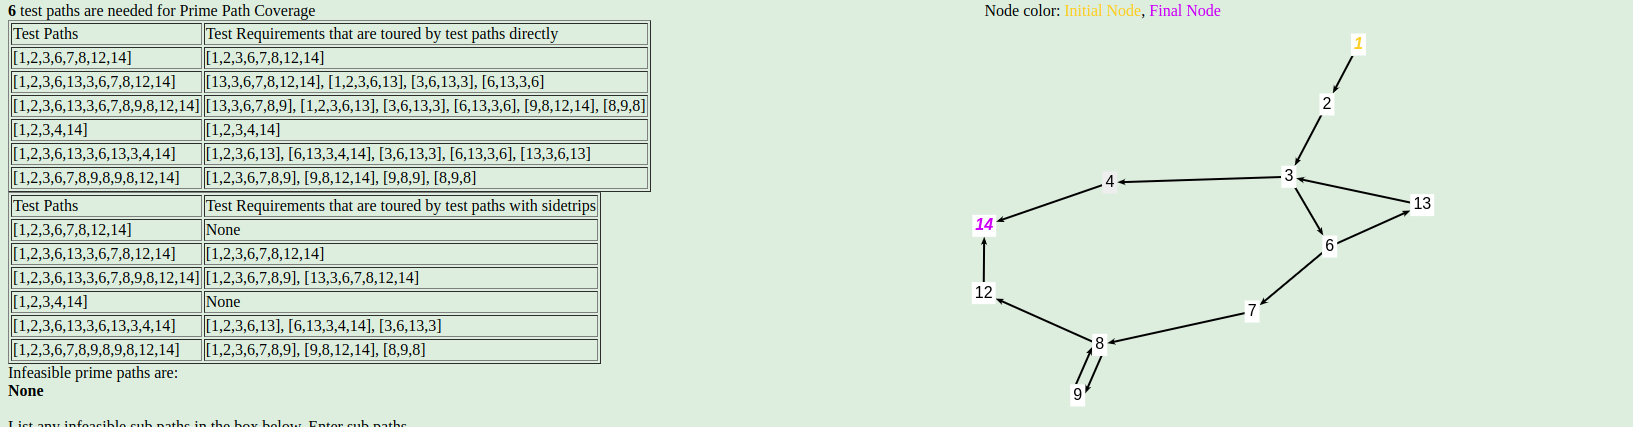 6 test paths are needed for Prime Path Coverage
Test Paths Test Requirements that are toured by test paths directly
[1,2,3,6,7,8,12,14] [1,2,3,6,7,8,12,14]
[1,2,3,6,13,3,6,7,8,12,14] [13,3,6,7,8,12,14], [1,2,3,6,13], [3,6,13,3], [6,13,3,6]
[1,2,3,6,13,3,6,7,8,9,8,12,14] [13,3,6,7,8,9], [1,2,3,6,13], [3,6,13,3], [6,13,3,6], [9,8,12,14], [8,9,8]
[1,2,3,4,14] [1,2,3,4,14]
[1,2,3,6,13,3,6,13,3,4,14] [1,2,3,6,13], [6,13,3,4,14], [3,6,13,3], [6,13,3,6], [13,3,6,13]
[1,2,3,6,7,8,9,8,9,8,12,14] [1,2,3,6,7,8,9], [9,8,12,14], [9,8,9], [8,9,8]
Test Paths Test Requirements that are toured by test paths with sidetrips
[1,2,3,6,7,8,12,14] None
[1,2,3,6,13,3,6,7,8,12,14] [1,2,3,6,7,8,12,14]
[1,2,3,6,13,3,6,7,8,9,8,12,14] [1,2,3,6,7,8,9], [13,3,6,7,8,12,14]
[1,2,3,4,14] None
[1,2,3,6,13,3,6,13,3,4,14] [1,2,3,6,13], [6,13,3,4,14], [3,6,13,3]
[1,2,3,6,7,8,9,8,9,8,12,14] [1,2,3,6,7,8,9], [9,8,12,14], [8,9,8]
Infeasible prime paths are:
None
List any infeasible sub paths in the box below. Enter sub paths
Node color: Initial Node, Final Node
1
2
3
4
13
14
6
12
7
8
9